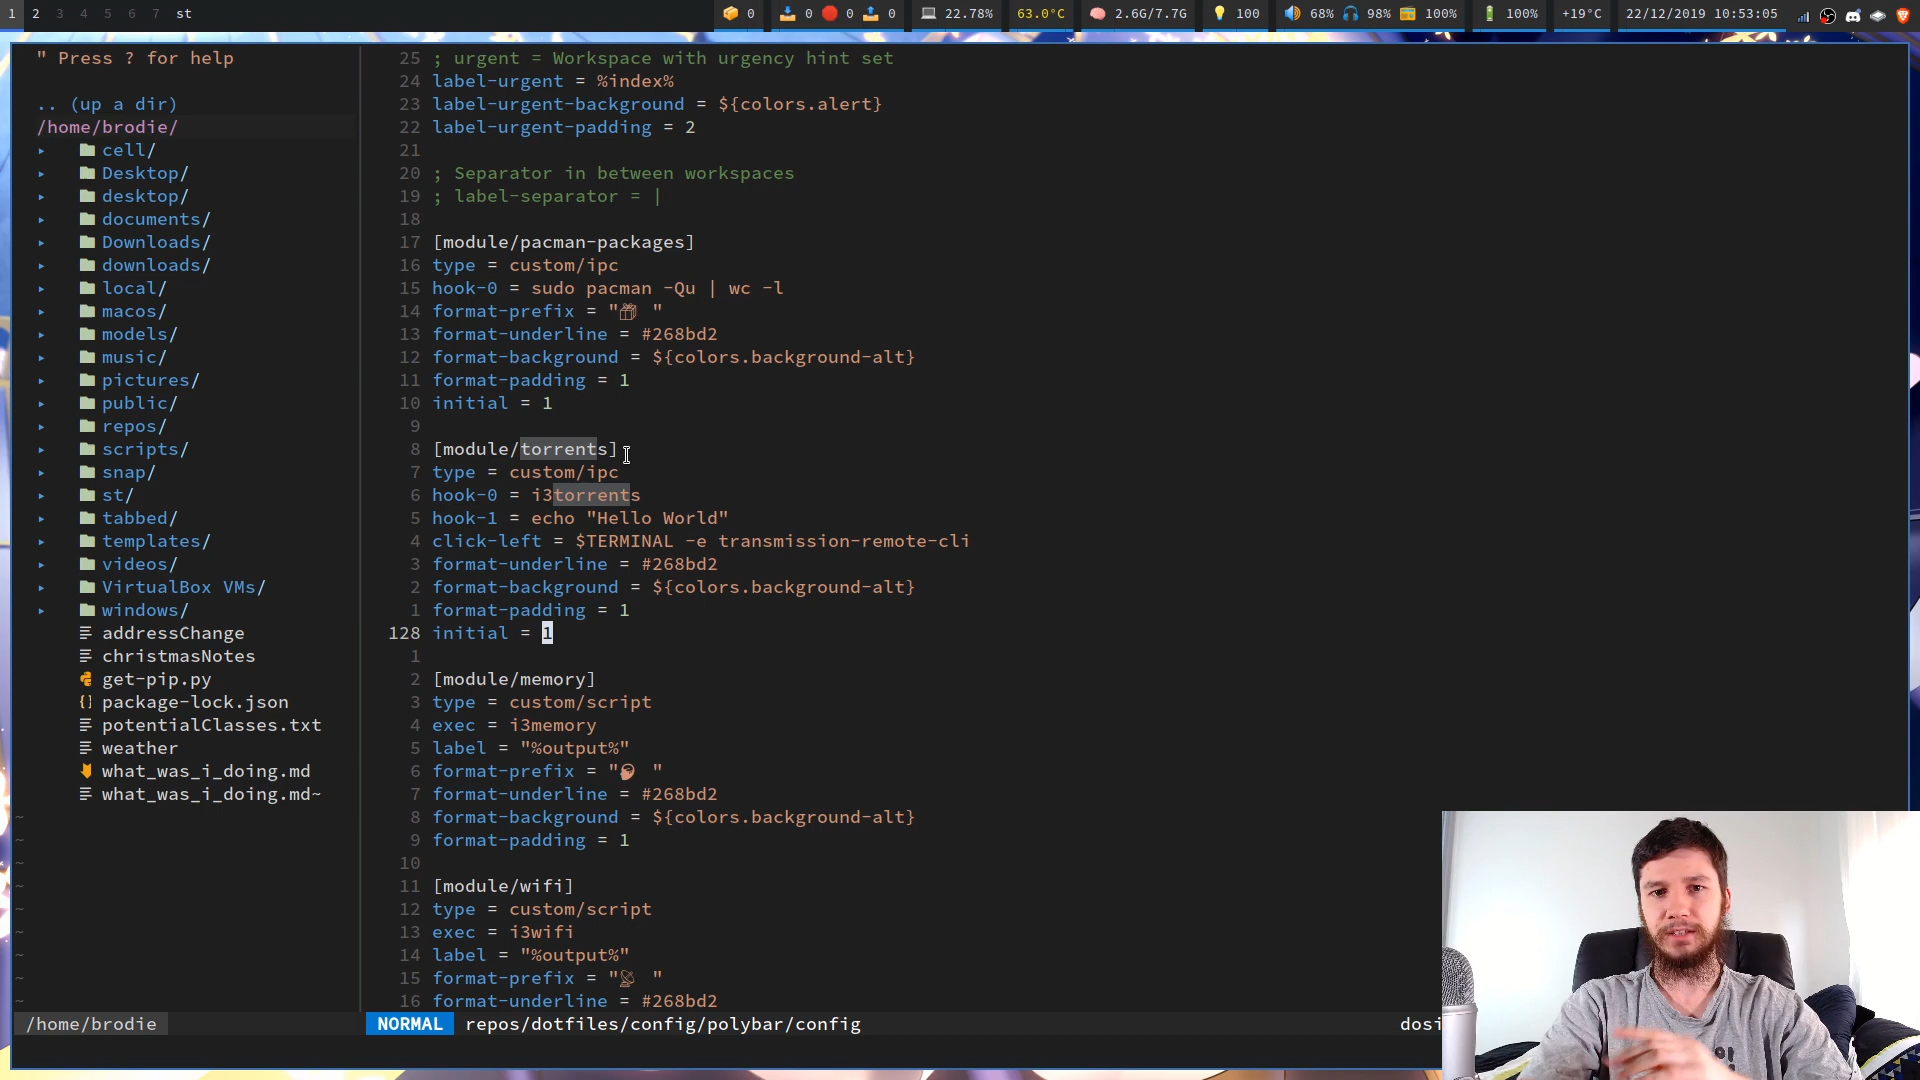 1 2 3 4 5 6 7 st 0 0 0 0 22.78% 63.0°C 2.6G/7.7G 100 68% 98% 100% 100% +19°C 22/12/2019 10:53:05
" Press ? for help
.. (up a dir)
/home/brodie/
cell/
Desktop/
desktop/
documents/
Downloads/
downloads/
local/
macos/
models/
music/
pictures/
public/
repos/
scripts/
snap/
st/
tabbed/
templates/
videos/
VirtualBox VMs/
windows/
addressChange
christmasNotes
get-pip.py
{} package-lock.json
potentialClasses.txt
weather
what_was_i_doing.md
what_was_i_doing.md~
~
~
~
~
~
~
~
~
~
/home/brodie
25 ; urgent = Workspace with urgency hint set
24 label-urgent = %index%
23 label-urgent-background = ${colors.alert}
22 label-urgent-padding = 2
21
20 ; Separator in between workspaces
19 ; label-separator = |
18
17 [module/pacman-packages]
16 type = custom/ipc
15 hook-0 = sudo pacman -Qu | wc -l
14 format-prefix = "🎁 "
13 format-underline = #268bd2
12 format-background = ${colors.background-alt}
11 format-padding = 1
10 initial = 1
9
8 [module/torrents]
7 type = custom/ipc
6 hook-0 = i3torrents
5 hook-1 = echo "Hello World"
4 click-left = $TERMINAL -e transmission-remote-cli
3 format-underline = #268bd2
2 format-background = ${colors.background-alt}
1 format-padding = 1
128 initial = 1
1
2 [module/memory]
3 type = custom/script
4 exec = i3memory
5 label = "%output%"
6 format-prefix = "🧠 "
7 format-underline = #268bd2
8 format-background = ${colors.background-alt}
9 format-padding = 1
10
11 [module/wifi]
12 type = custom/script
13 exec = i3wifi
14 label = "%output%"
15 format-prefix = "📡 "
16 format-underline = #268bd2
NORMAL repos/dotfiles/config/polybar/config dosi